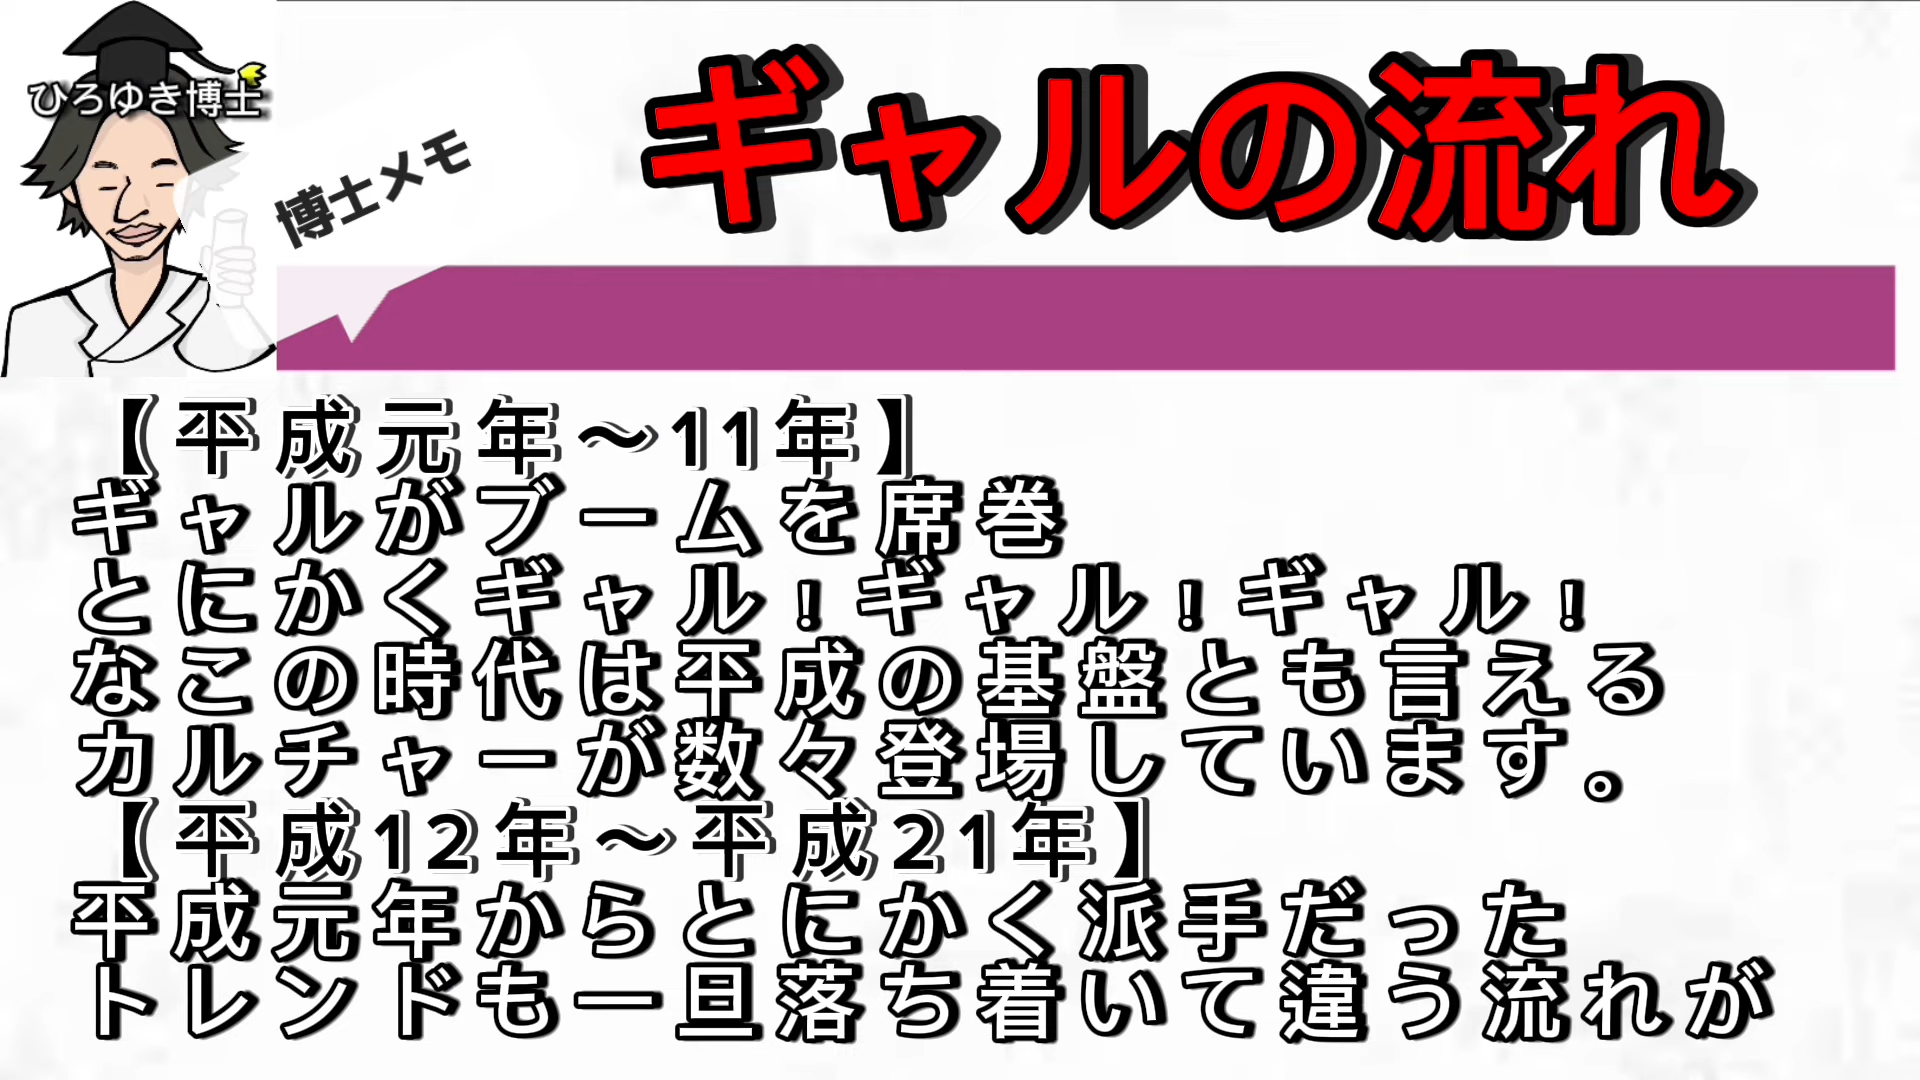 ひろゆき博士
博士メモ
ギャルの流れ
【平成元年～11年】
ギャルがブームを席巻
とにかくギャル！ギャル！ギャル！
なこの時代は平成の基盤とも言える
カルチャーが数々登場しています。
【平成12年～平成21年】
平成元年からとにかく派手だった
トレンドも一旦落ち着いて違う流れが